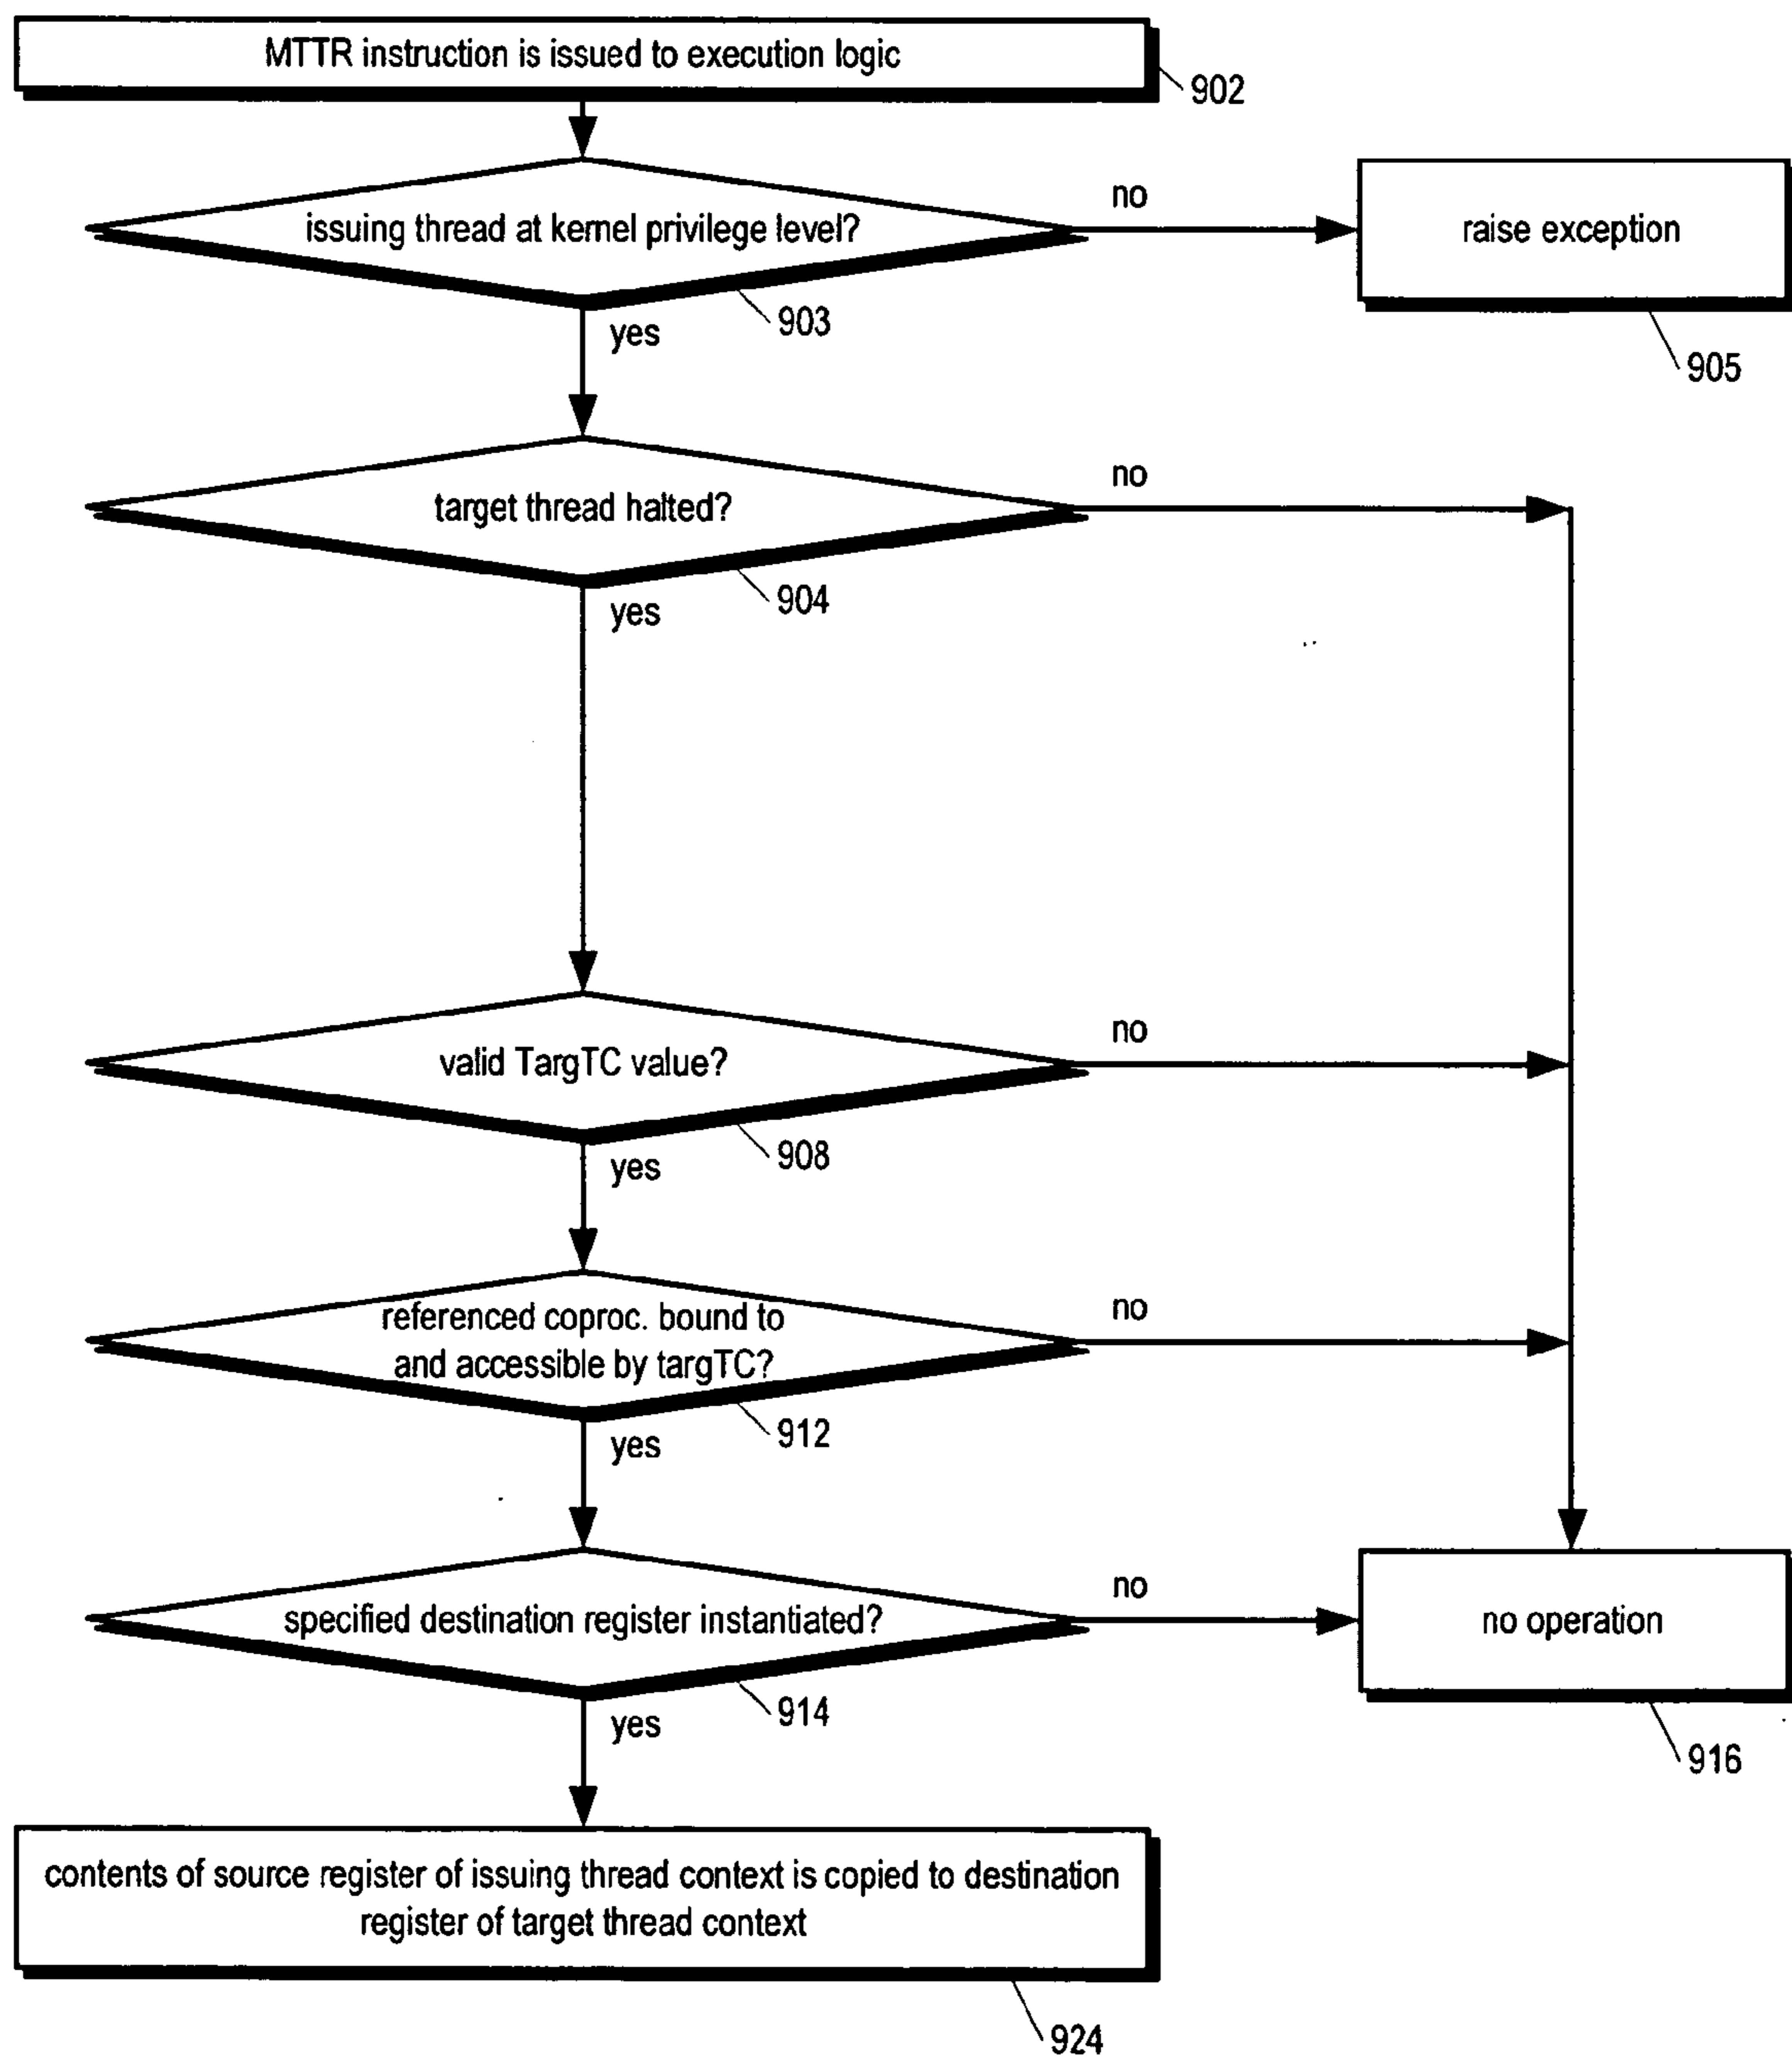 MTTR instruction is issued to execution logic
902
issuing thread at kernel privilege level?
no
raise exception
903
yes
905
target thread halted?
no
904
yes
valid TargTC value?
no
908
yes
referenced coproc. bound to
and accessible by targTC?
no
912
yes
specified destination register instantiated?
no
no operation
914
yes
916
contents of source register of issuing thread context is copied to destination
register of target thread context
924